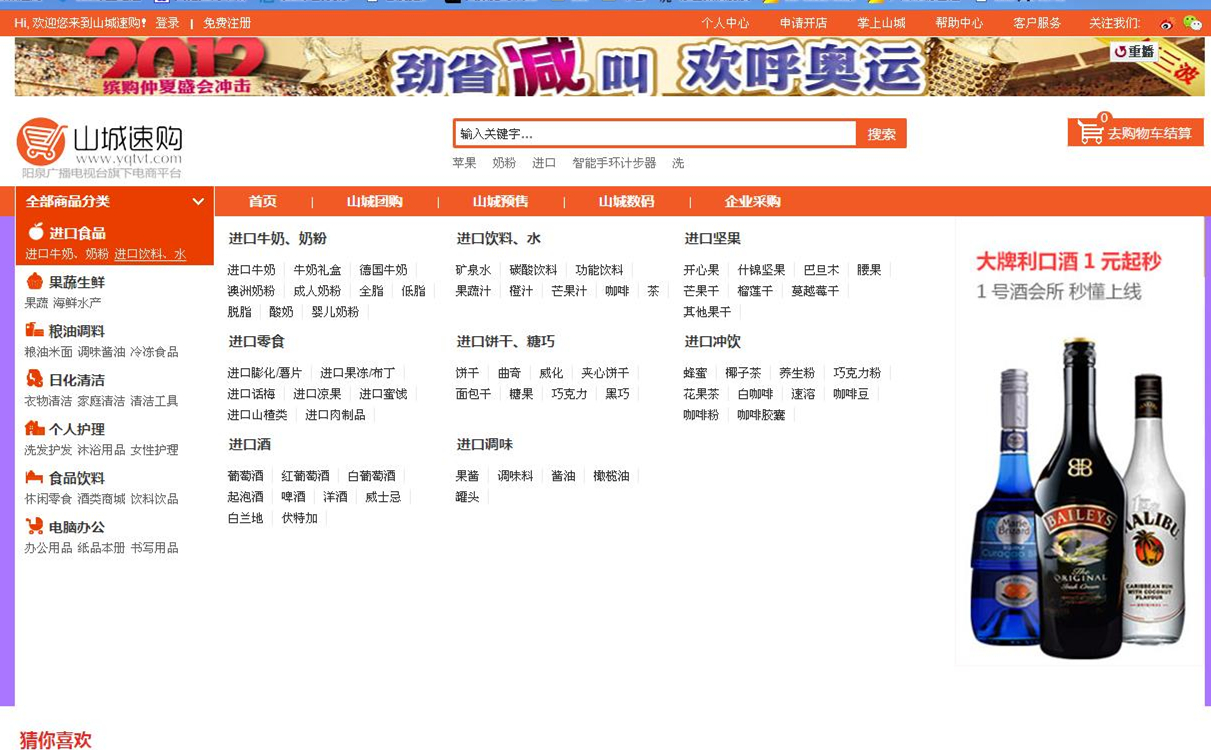 Hi, 欢迎您来到山城速购! 登录 | 免费注册
个人中心 申请开店 掌上山城 帮助中心 客户服务 关注我们:
2012
缤购仲夏盛会冲击
劲省减叫 欢呼奥运
重播
三波
山城速购
www.yqtvt.com
阳泉广播电视台旗下电商平台
输入关键字... 搜索
苹果 奶粉 进口 智能手环计步器 洗
0
去购物车结算
全部商品分类 首页 | 山城团购 | 山城预售 | 山城数码 | 企业采购
进口食品
进口牛奶、奶粉 进口饮料、水
果蔬生鲜
果蔬 海鲜水产
粮油调料
粮油米面 调味酱油 冷冻食品
日化清洁
衣物清洁 家庭清洁 清洁工具
个人护理
洗发护发 沐浴用品 女性护理
食品饮料
休闲零食 酒类商城 饮料饮品
电脑办公
办公用品 纸品本册 书写用品
进口牛奶、奶粉
进口牛奶 牛奶礼盒 德国牛奶
澳洲奶粉 成人奶粉 全脂 低脂
脱脂 酸奶 婴儿奶粉
进口饮料、水
矿泉水 碳酸饮料 功能饮料
果蔬汁 橙汁 芒果汁 咖啡 茶
进口坚果
开心果 什锦坚果 巴旦木 腰果
芒果干 榴莲干 蔓越莓干
其他果干
进口零食
进口膨化/薯片 进口果冻/布丁
进口话梅 进口凉果 进口蜜饯
进口山楂类 进口肉制品
进口饼干、糖巧
饼干 曲奇 威化 夹心饼干
面包干 糖果 巧克力 黑巧
进口冲饮
蜂蜜 椰子茶 养生粉 巧克力粉
花果茶 白咖啡 速溶 咖啡豆
咖啡粉 咖啡胶囊
进口酒
葡萄酒 红葡萄酒 白葡萄酒
起泡酒 啤酒 洋酒 威士忌
白兰地 伏特加
进口调味
果酱 调味料 酱油 橄榄油
罐头
大牌利口酒 1 元起秒
1 号酒会所 秒懂上线
Marie
Brizard
Curaçao
BAILEYS
The
ORIGINAL
Irish Cream
MALIBU
CARIBBEAN RUM
WITH COCONUT
FLAVOUR
猜你喜欢